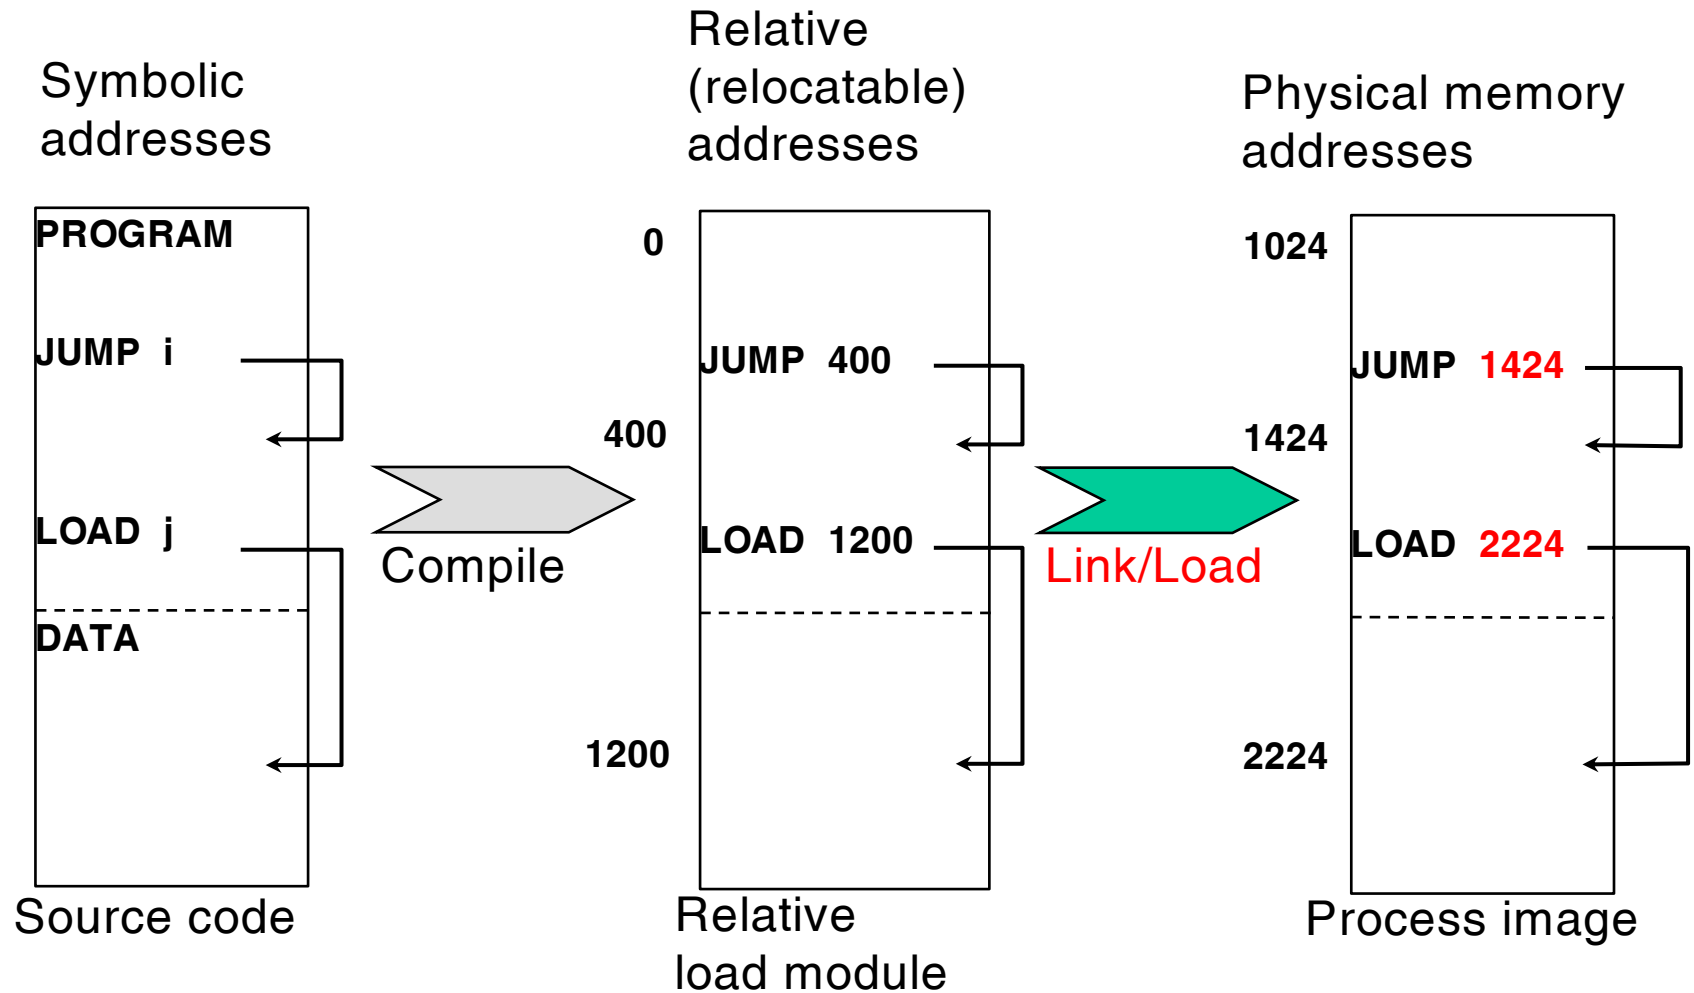 Symbolic
addresses
PROGRAM
JUMP i
LOAD j
DATA
Source code
Compile
Relative
(relocatable)
addresses
0
JUMP 400
400
LOAD 1200
1200
Relative
load module
Link/Load
Physical memory
addresses
1024
JUMP 1424
1424
LOAD 2224
2224
Process image